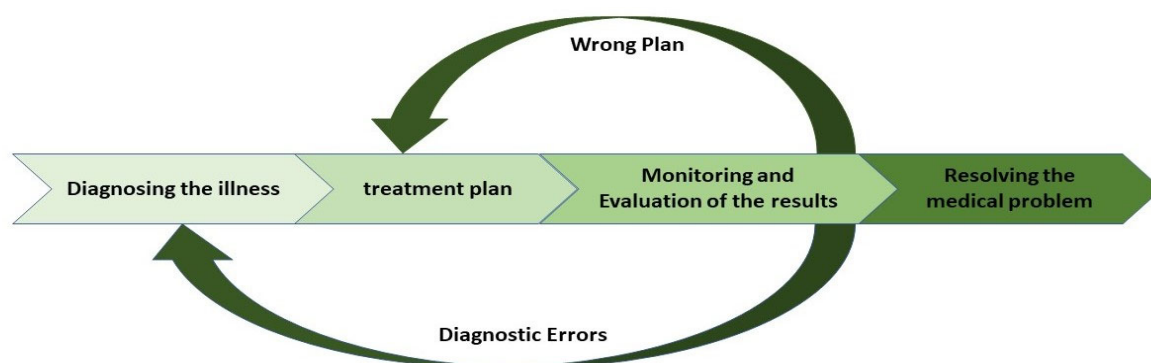 Wrong Plan
Diagnosing the illness
treatment plan
Monitoring and
Evaluation of the results
Resolving the
medical problem
Diagnostic Errors